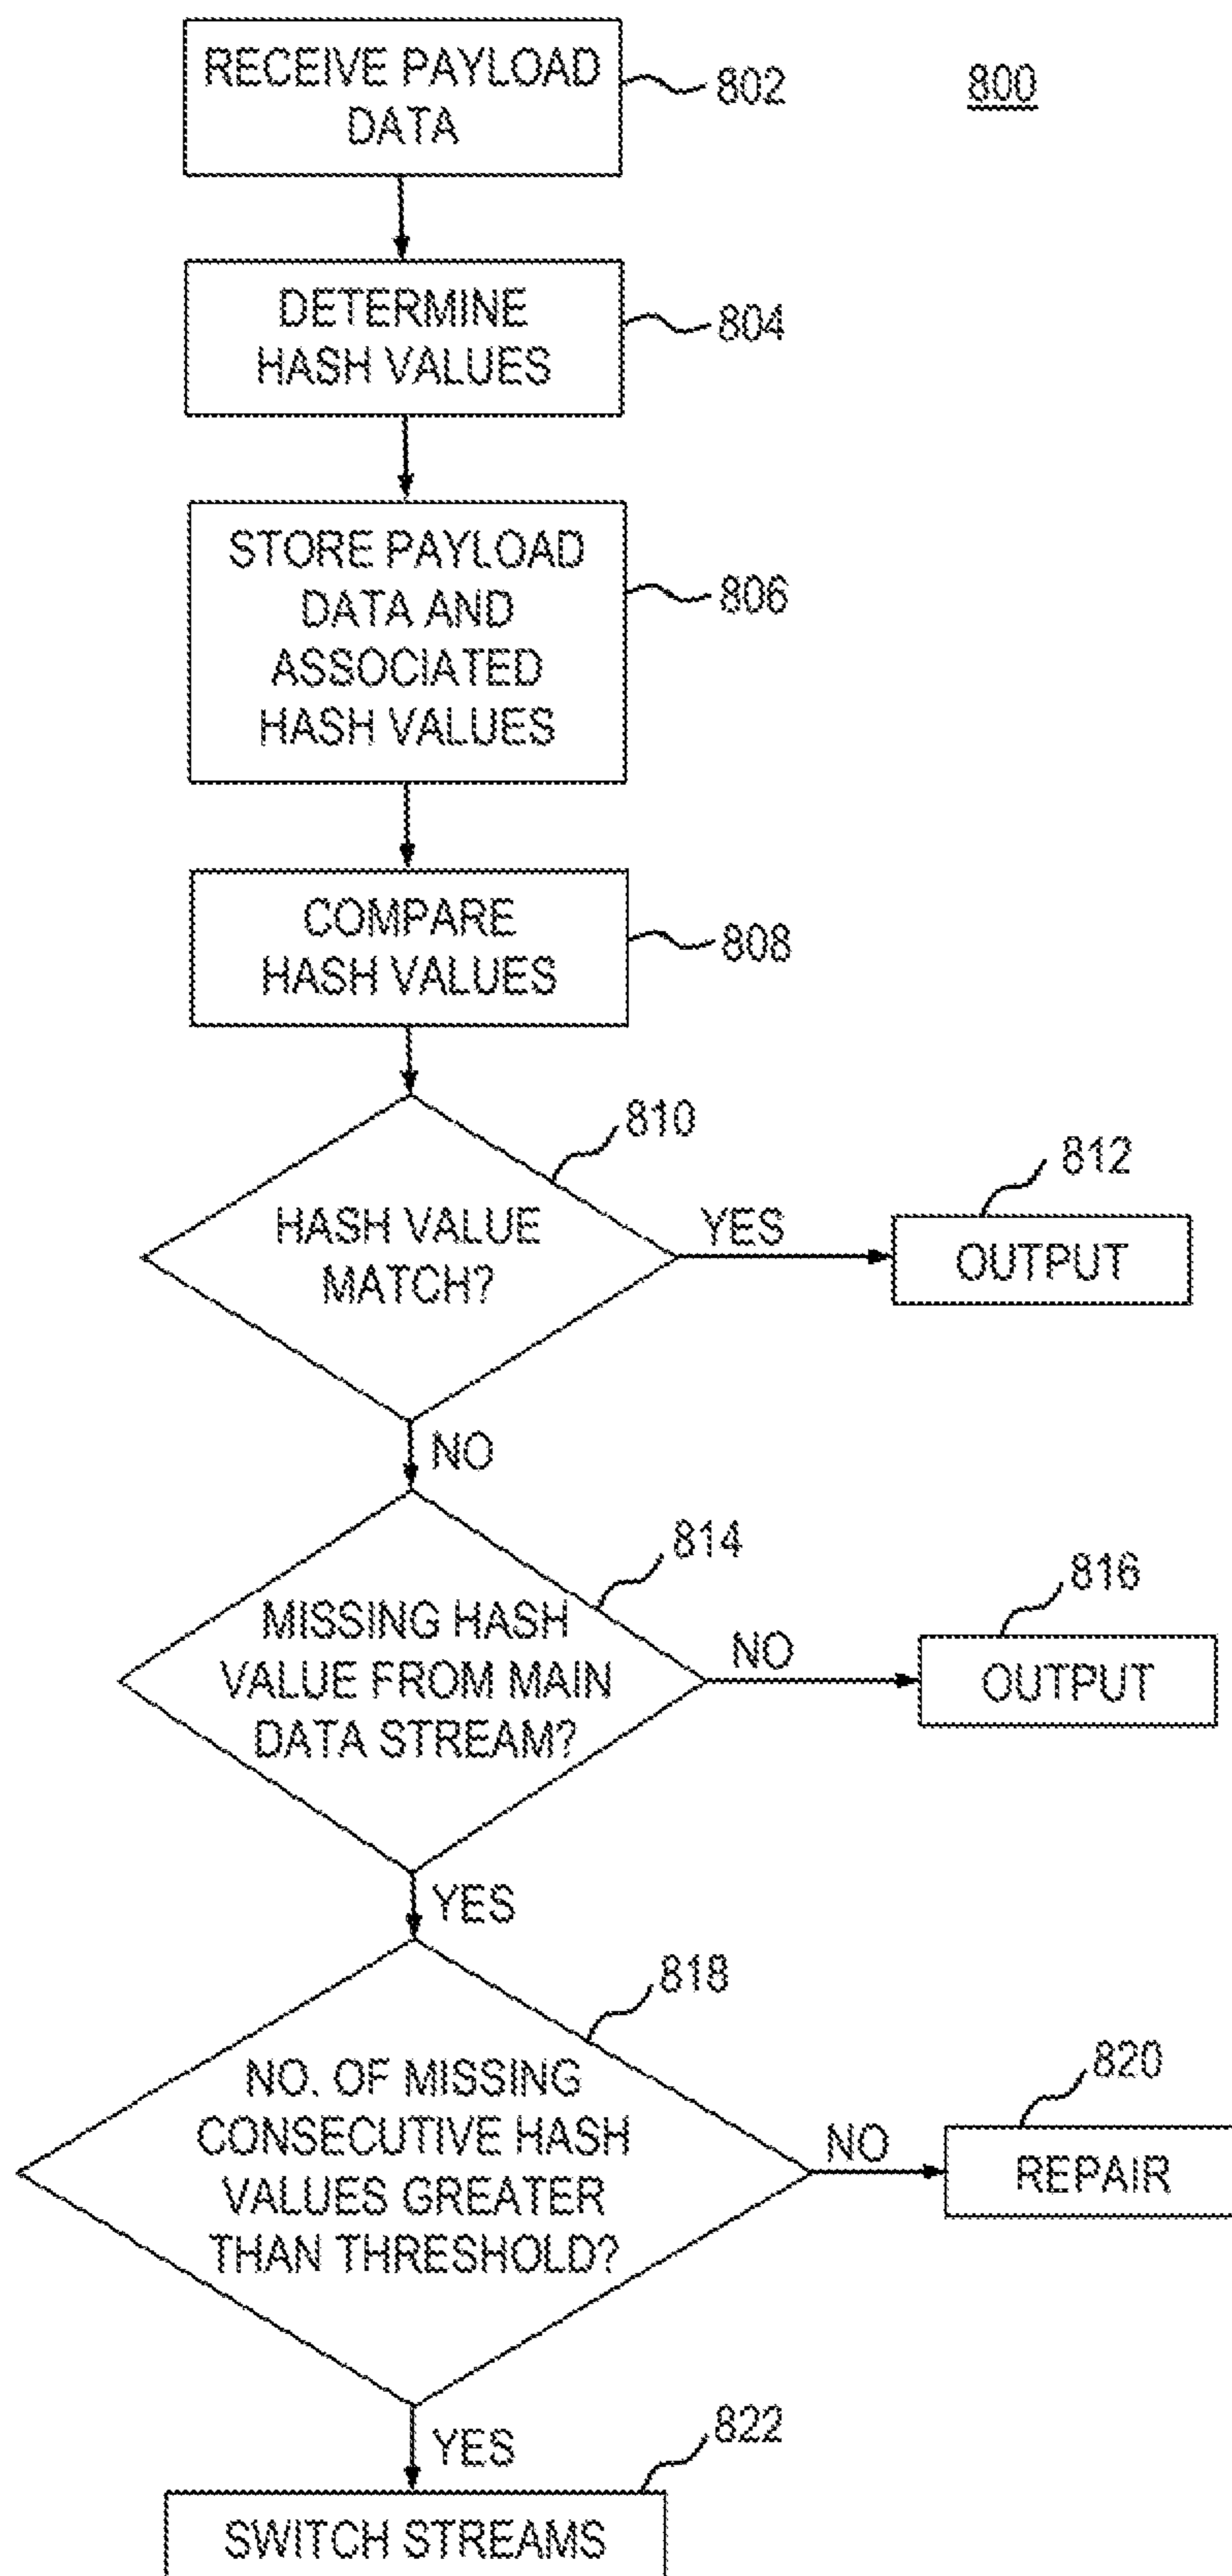 RECEIVE PAYLOAD
DATA
802
800
DETERMINE
HASH VALUES
804
STORE PAYLOAD
DATA AND
ASSOCIATED
HASH VALUES
806
COMPARE
HASH VALUES
808
810
HASH VALUE
MATCH?
YES
812
OUTPUT
NO
814
MISSING HASH
VALUE FROM MAIN
DATA STREAM?
NO
816
OUTPUT
YES
818
NO. OF MISSING
CONSECUTIVE HASH
VALUES GREATER
THAN THRESHOLD?
NO
820
REPAIR
YES
822
SWITCH STREAMS